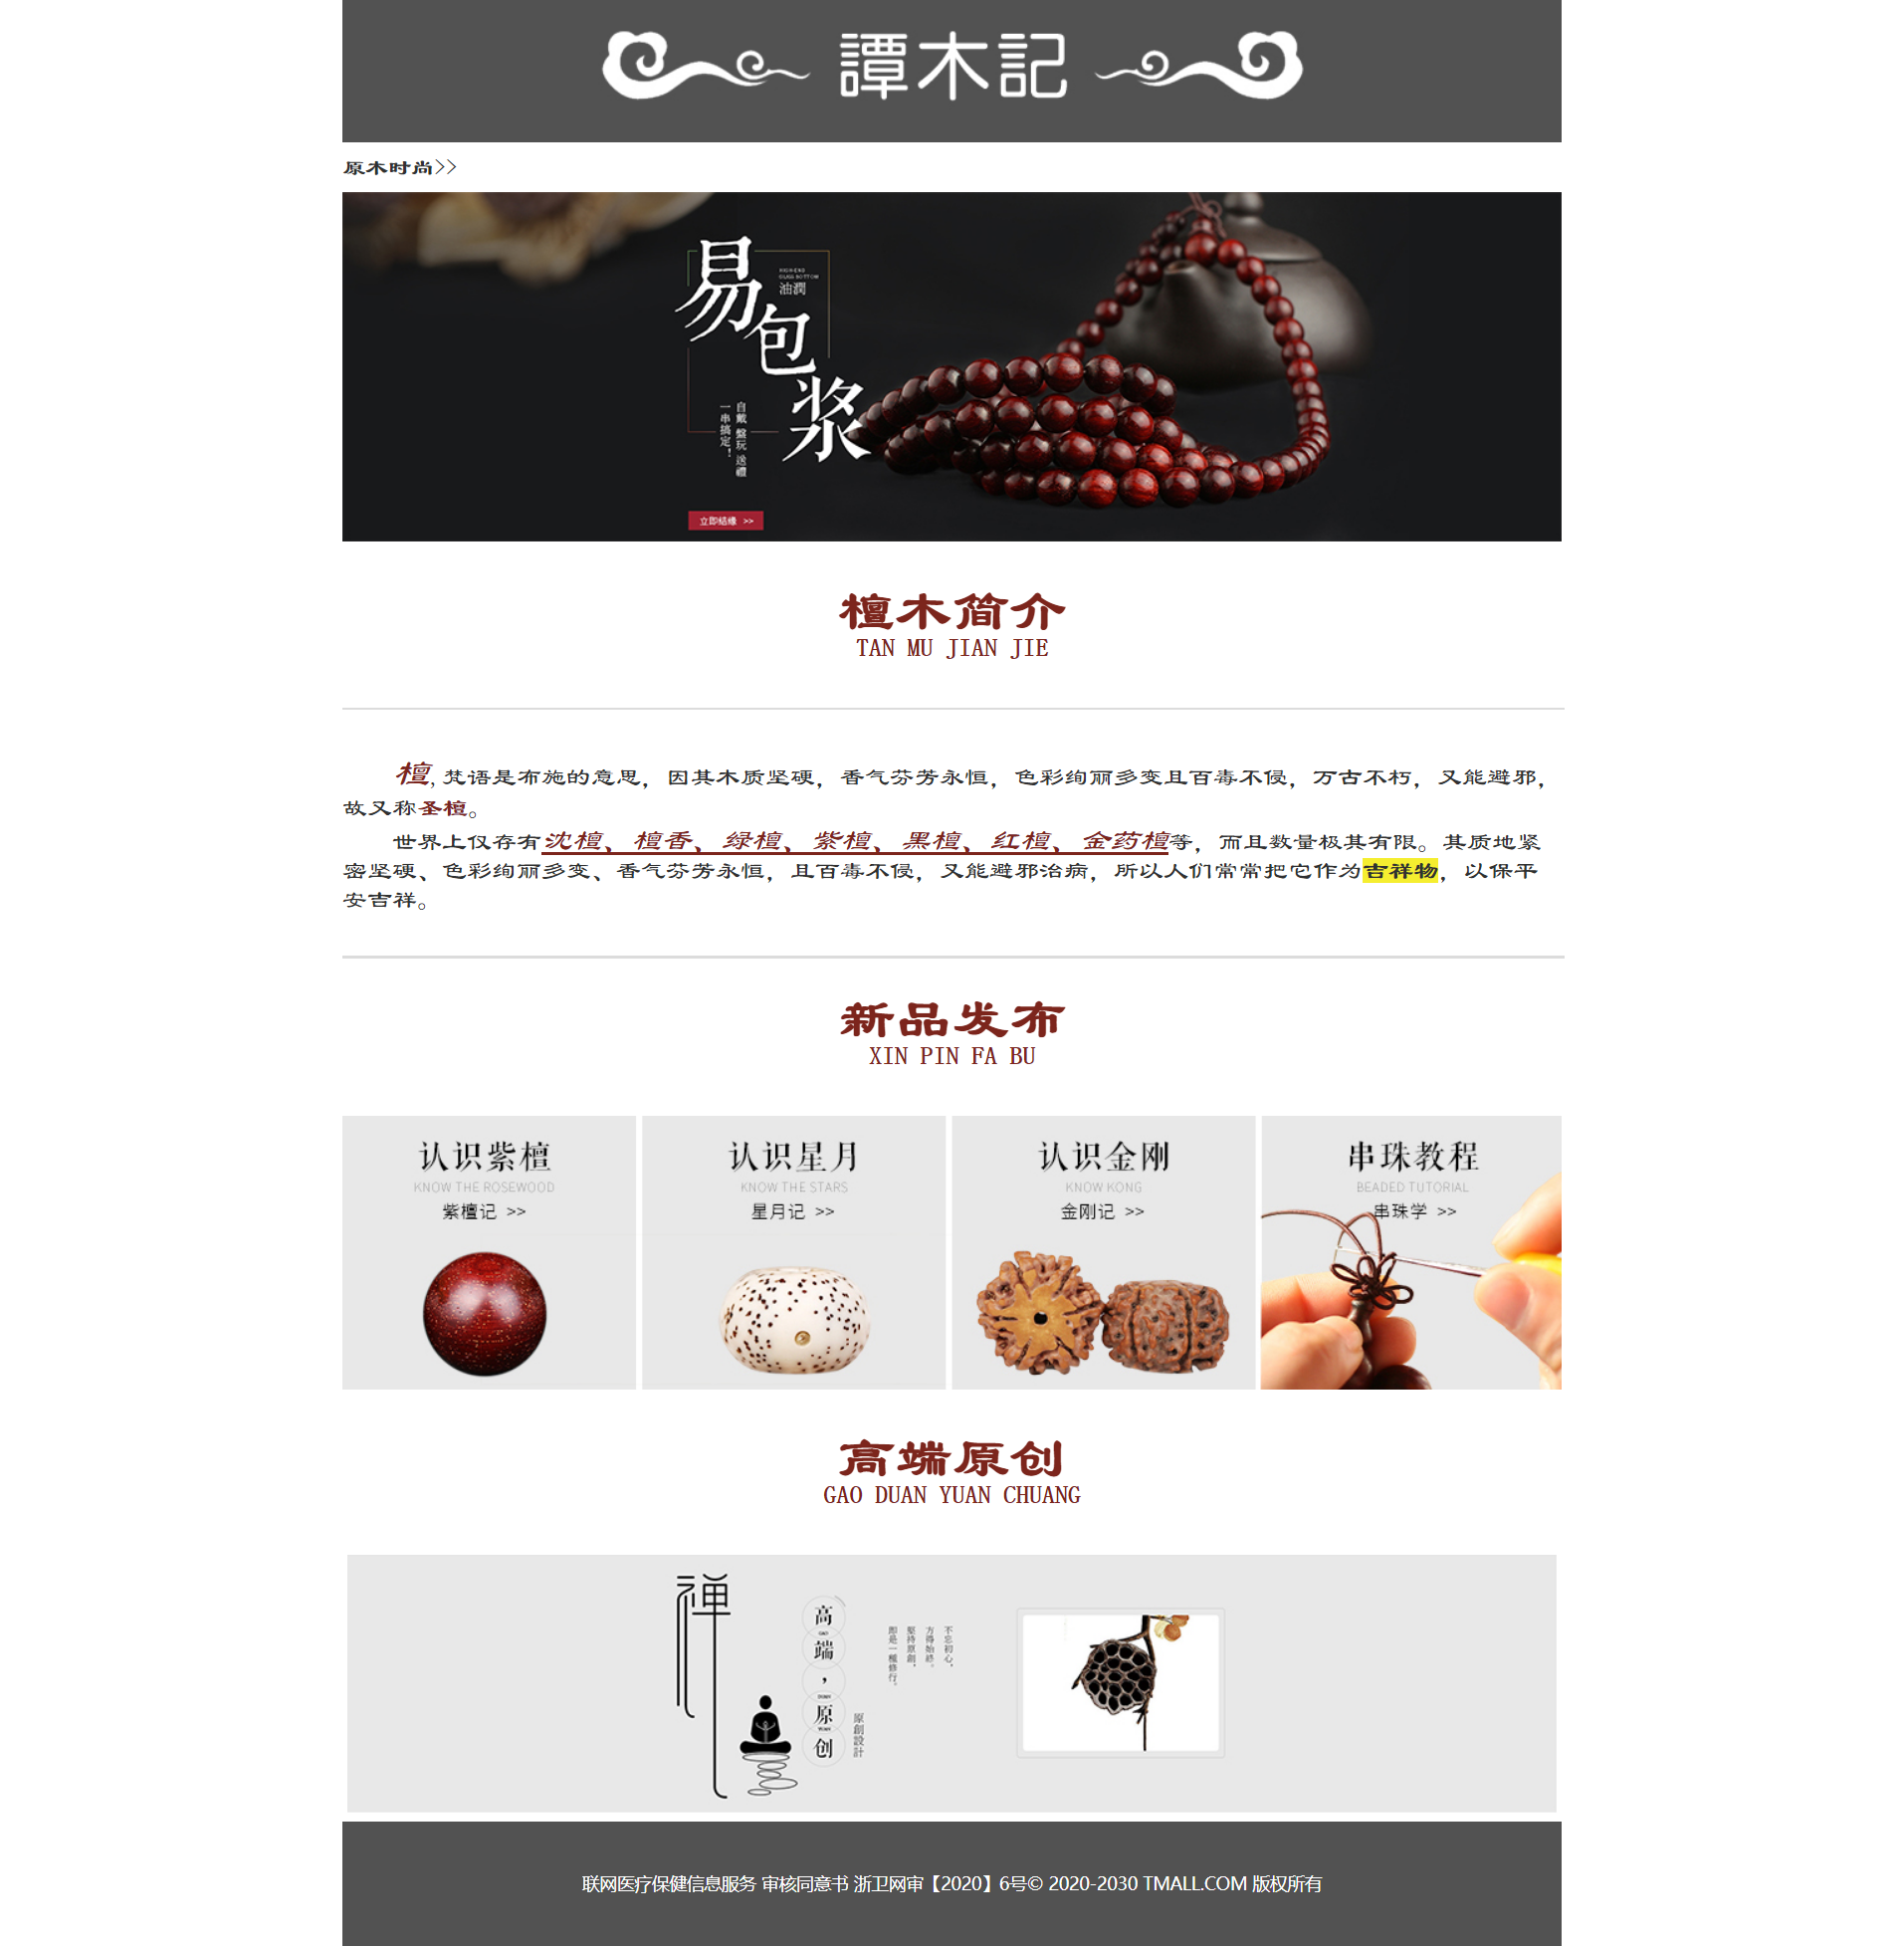 譚木記
原木时尚>>
易包浆
HIGH-END
GLASS BOTTOM
油潤
自戴 盤玩 送禮
一串搞定！
立即结缘 >>
檀木简介
TAN MU JIAN JIE
檀, 梵语是布施的意思，因其木质坚硬，香气芬芳永恒，色彩绚丽多变且百毒不侵，万古不朽，又能避邪，
故又称圣檀。
世界上仅存有沈檀、檀香、绿檀、紫檀、黑檀、红檀、金药檀等，而且数量极其有限。其质地紧
密坚硬、色彩绚丽多变、香气芬芳永恒，且百毒不侵，又能避邪治病，所以人们常常把它作为吉祥物，以保平
安吉祥。
新品发布
XIN PIN FA BU
认识紫檀
KNOW THE ROSEWOOD
紫檀记 >>
认识星月
KNOW THE STARS
星月记 >>
认识金刚
KNOW KONG
金刚记 >>
串珠教程
BEADED TUTORIAL
串珠学 >>
高端原创
GAO DUAN YUAN CHUANG
禅
高
GAO
端
，
DUAN
原
YUAN
创
原創設計
不忘初心，
方得始終。
堅持原創，
即是一種修行。
联网医疗保健信息服务 审核同意书 浙卫网审【2020】6号© 2020-2030 TMALL.COM 版权所有